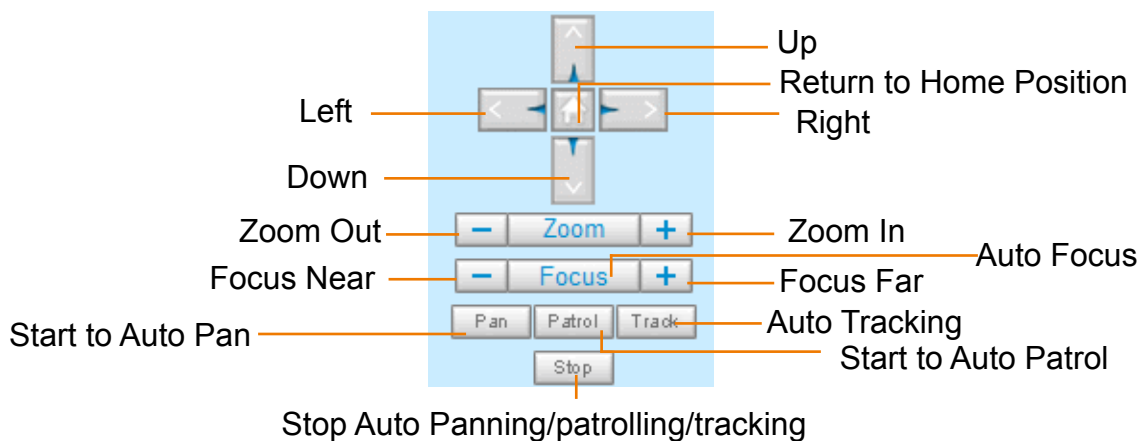 Up
Return to Home Position
Left
Right
Down
Zoom Out
Zoom
Zoom In
Auto Focus
Focus Near
Focus
Focus Far
Pan
Patrol
Track
Auto Tracking
Start to Auto Pan
Start to Auto Patrol
Stop
Stop Auto Panning/patrolling/tracking